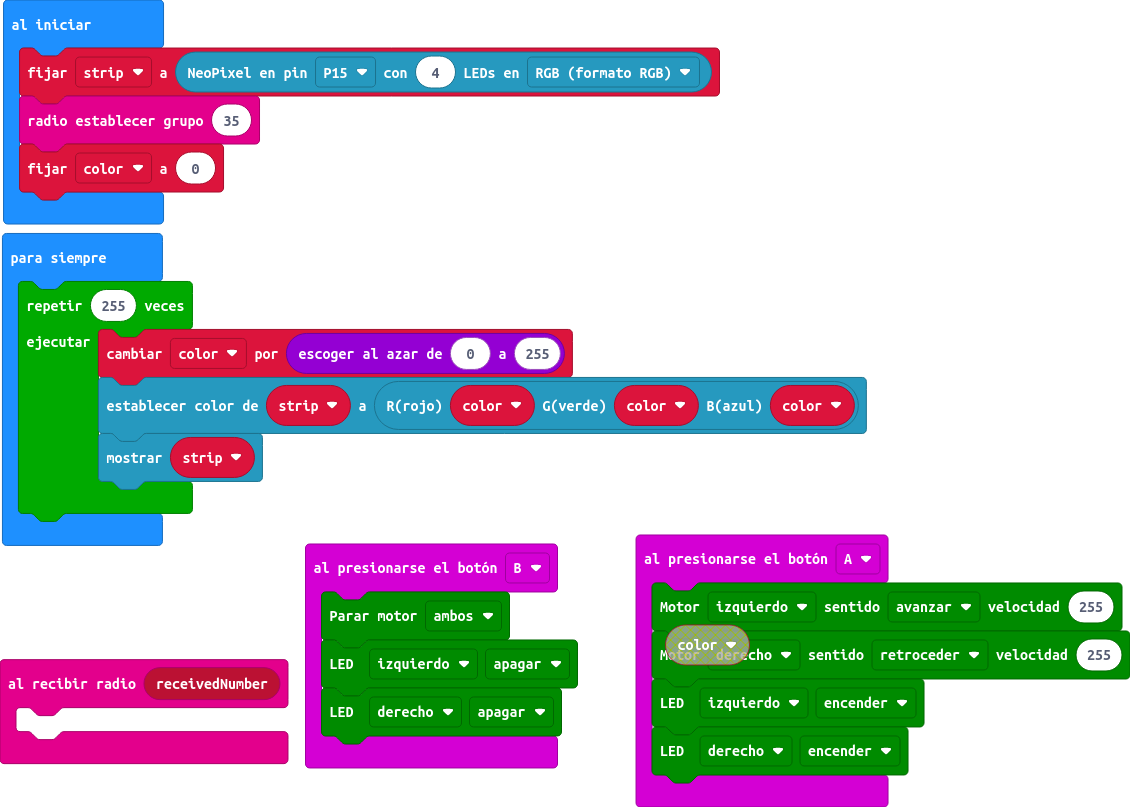 al iniciar
fijar strip a NeoPixel en pin P15 con 4 LEDs en RGB (formato RGB)
radio establecer grupo 35
fijar color a 0
para siempre
repetir 255 veces
ejecutar
cambiar color por escoger al azar de 0 a 255
establecer color de strip a R(rojo) color G(verde) color B(azul) color
mostrar strip
al presionarse el botón B
Parar motor ambos
LED izquierdo apagar
LED derecho apagar
al presionarse el botón A
Motor izquierdo sentido avanzar velocidad 255
color
Motor derecho sentido retroceder velocidad 255
LED izquierdo encender
LED derecho encender
al recibir radio receivedNumber